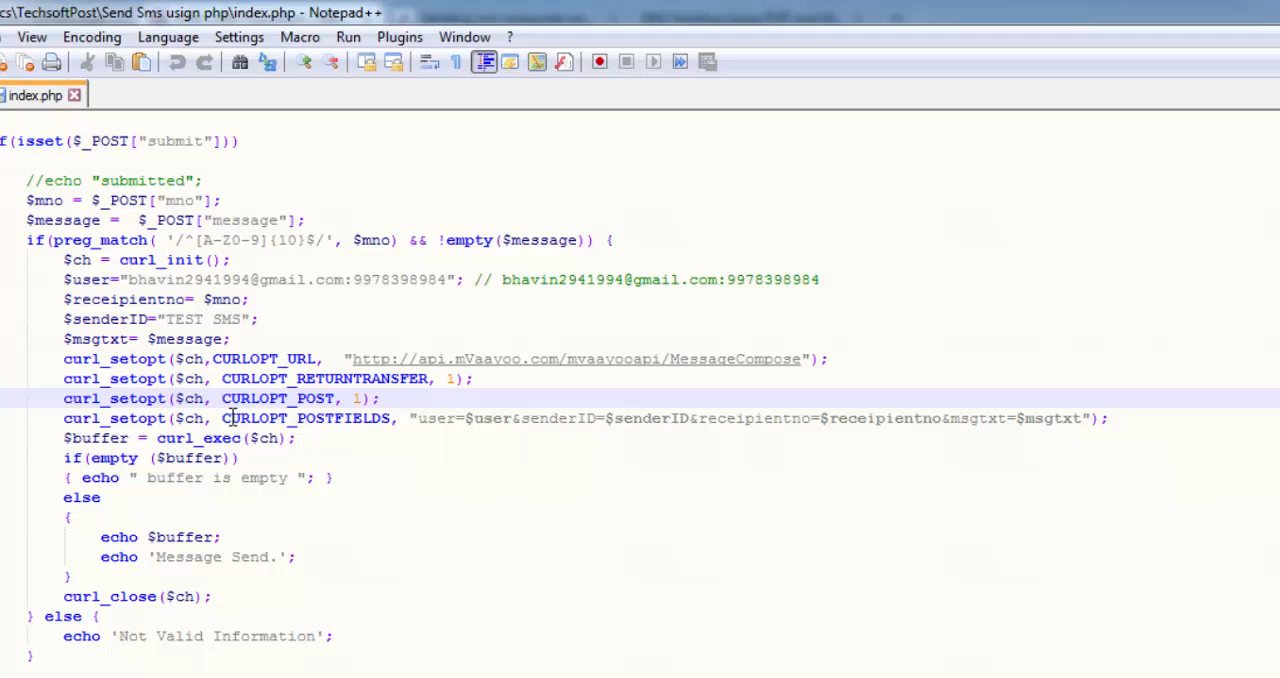 cs\TechsoftPost\Send Sms usign php\index.php - Notepad++
View Encoding Language Settings Macro Run Plugins Window ?
index.php
f(isset($_POST["submit"]))
//echo "submitted";
$mno = $_POST["mno"];
$message =  $_POST["message"];
if(preg_match( '/^[A-Z0-9]{10}$/', $mno) && !empty($message)) {
$ch = curl_init();
$user="bhavin2941994@gmail.com:9978398984"; // bhavin2941994@gmail.com:9978398984
$receipientno= $mno;
$senderID="TEST SMS";
$msgtxt= $message;
curl_setopt($ch,CURLOPT_URL,  "http://api.mVaayoo.com/mvaayooapi/MessageCompose");
curl_setopt($ch, CURLOPT_RETURNTRANSFER, 1);
curl_setopt($ch, CURLOPT_POST, 1);
curl_setopt($ch, CURLOPT_POSTFIELDS, "user=$user&senderID=$senderID&receipientno=$receipientno&msgtxt=$msgtxt");
$buffer = curl_exec($ch);
if(empty ($buffer))
{ echo " buffer is empty "; }
else
{
echo $buffer;
echo 'Message Send.';
}
curl_close($ch);
} else {
echo 'Not Valid Information';
}